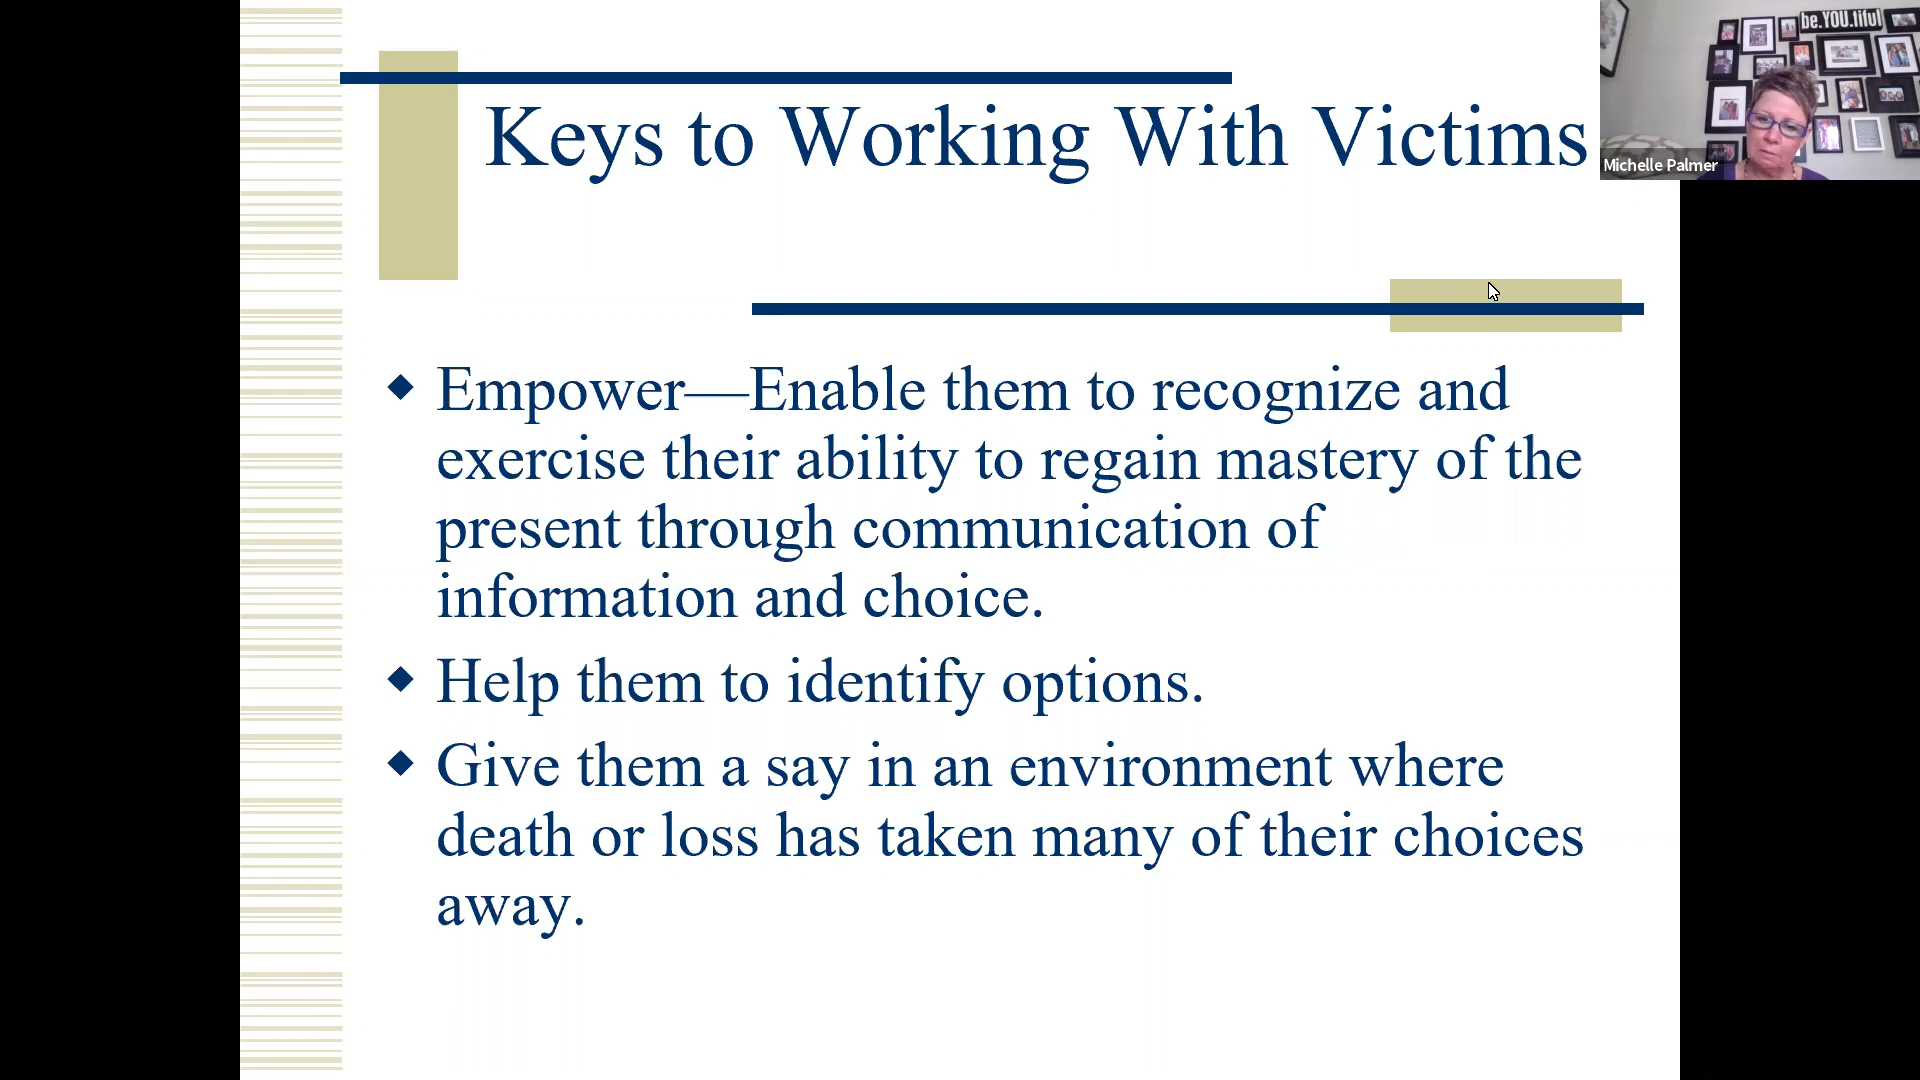 Keys to Working With Victims
be.YOU.tiful
Michelle Palmer
◆ Empower—Enable them to recognize and
exercise their ability to regain mastery of the
present through communication of
information and choice.
◆ Help them to identify options.
◆ Give them a say in an environment where
death or loss has taken many of their choices
away.